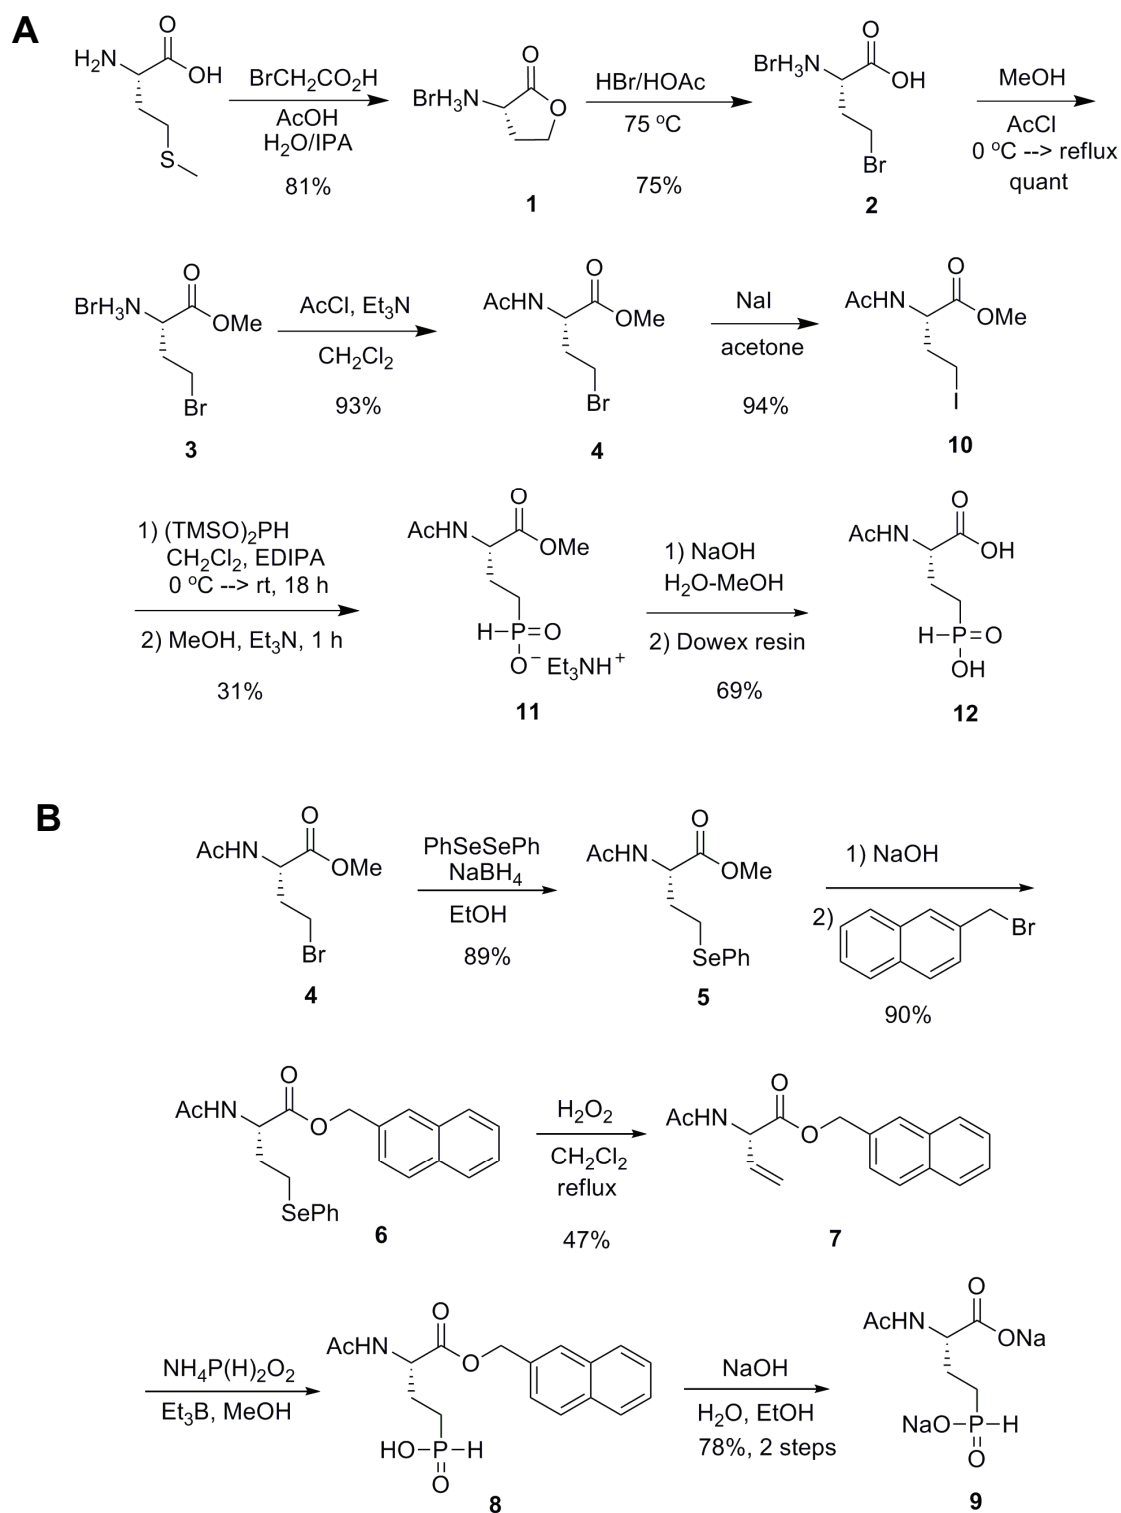 A
H2N O OH S
BrCH2CO2H
AcOH
H2O/IPA
81%
BrH3N O O
1
HBr/HOAc
75 ºC
75%
BrH3N O OH Br
2
MeOH
AcCl
0 ºC --> reflux
quant
BrH3N O OMe Br
3
AcCl, Et3N
CH2Cl2
93%
AcHN O OMe Br
4
NaI
acetone
94%
AcHN O OMe I
10
1) (TMSO)2PH
CH2Cl2, EDIPA
0 ºC --> rt, 18 h
2) MeOH, Et3N, 1 h
31%
AcHN O OMe
H P O
O− Et3NH+
11
1) NaOH
H2O-MeOH
2) Dowex resin
69%
AcHN O OH
H P O
OH
12
B
AcHN O OMe Br
4
PhSeSePh
NaBH4
EtOH
89%
AcHN O OMe SePh
5
1) NaOH
2) Br
90%
AcHN O O SePh
6
H2O2
CH2Cl2
reflux
47%
AcHN O O
7
NH4P(H)2O2
Et3B, MeOH
AcHN O O
HO P H
O
8
NaOH
H2O, EtOH
78%, 2 steps
AcHN O ONa
NaO P H
O
9